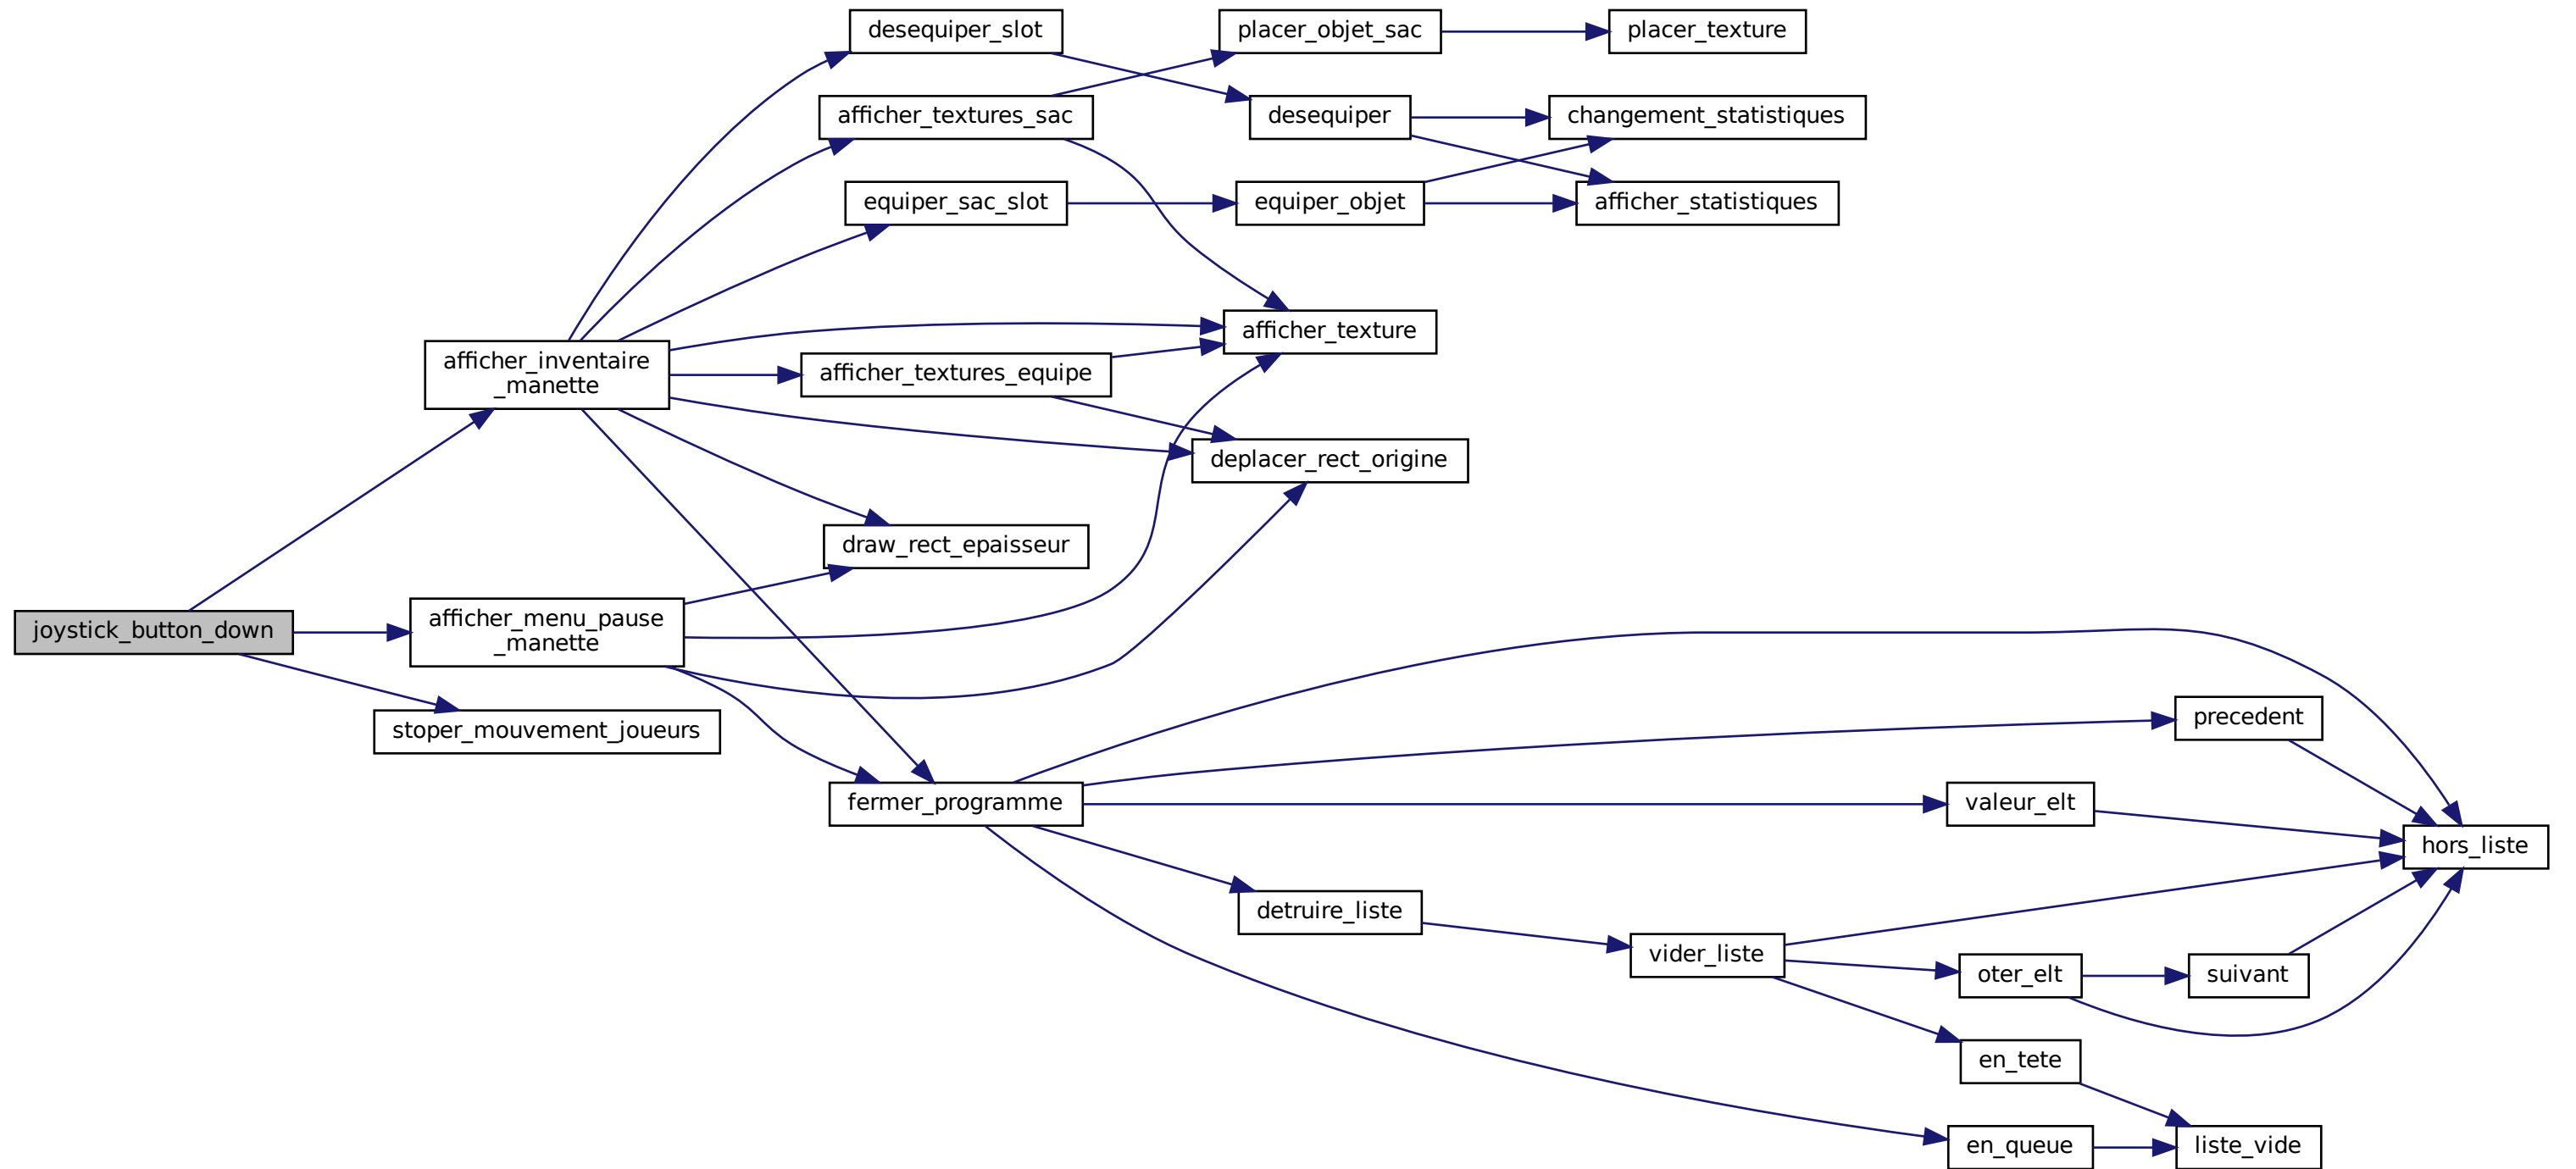 desequiper_slot
placer_objet_sac
placer_texture
afficher_textures_sac
desequiper
changement_statistiques
equiper_sac_slot
equiper_objet
afficher_statistiques
afficher_texture
afficher_inventaire
_manette
afficher_textures_equipe
deplacer_rect_origine
draw_rect_epaisseur
joystick_button_down
afficher_menu_pause
_manette
stoper_mouvement_joueurs
precedent
fermer_programme
valeur_elt
hors_liste
detruire_liste
vider_liste
oter_elt
suivant
en_tete
en_queue
liste_vide